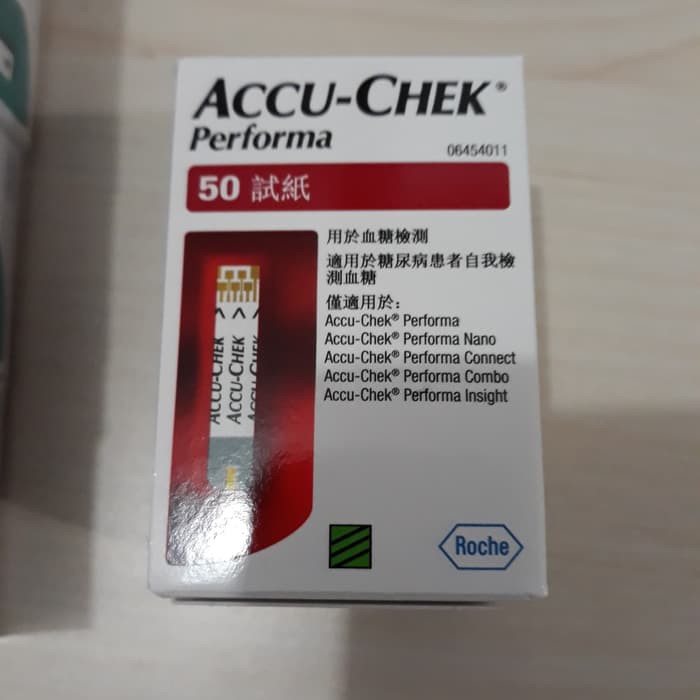 ACCU-CHEK®
Performa
06454011
50 試紙
用於血糖檢測
適用於糖尿病患者自我檢
測血糖
僅適用於：
Accu-Chek® Performa
Accu-Chek® Performa Nano
Accu-Chek® Performa Connect
Accu-Chek® Performa Combo
Accu-Chek® Performa Insight
ACCU-CHEK
ACCU-CHEK
ACCU-CHEK
Roche